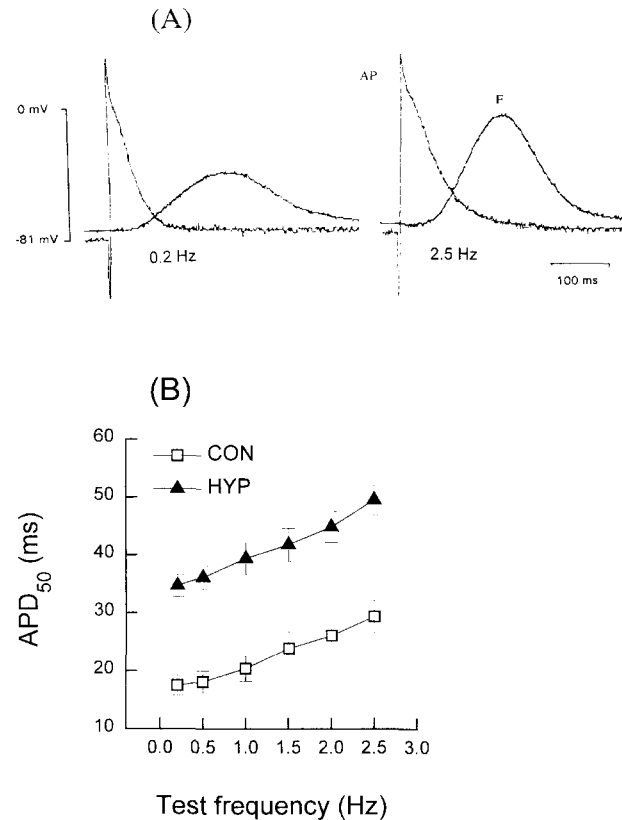 (A)
AP
F
0 mV
-81 mV
0.2 Hz
2.5 Hz
100 ms
(B)
CON
HYP
APD50 (ms)
60
50
40
30
20
10
0.0 0.5 1.0 1.5 2.0 2.5 3.0
Test frequency (Hz)